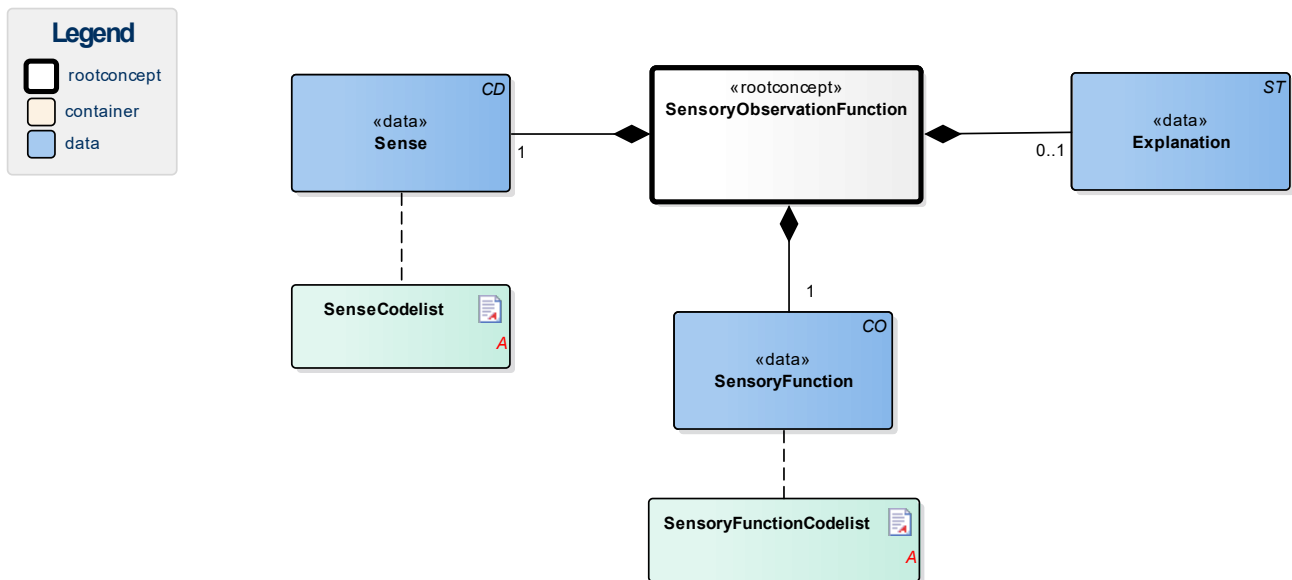 Legend
rootconcept
container
data
CD
«data»
Sense
1
«rootconcept»
SensoryObservationFunction
ST
«data»
Explanation
0..1
SenseCodelist
A
1
CO
«data»
SensoryFunction
SensoryFunctionCodelist
A